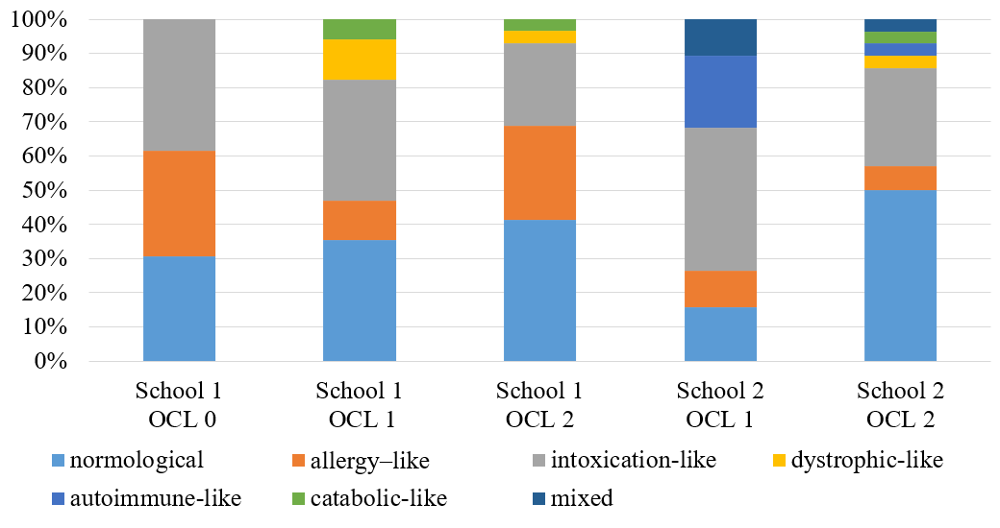 100%
90%
80%
70%
60%
50%
40%
30%
20%
10%
0%
School 1
OCL 0
School 1
OCL 1
School 1
OCL 2
School 2
OCL 1
School 2
OCL 2
normological
allergy–like
intoxication-like
dystrophic-like
autoimmune-like
catabolic-like
mixed